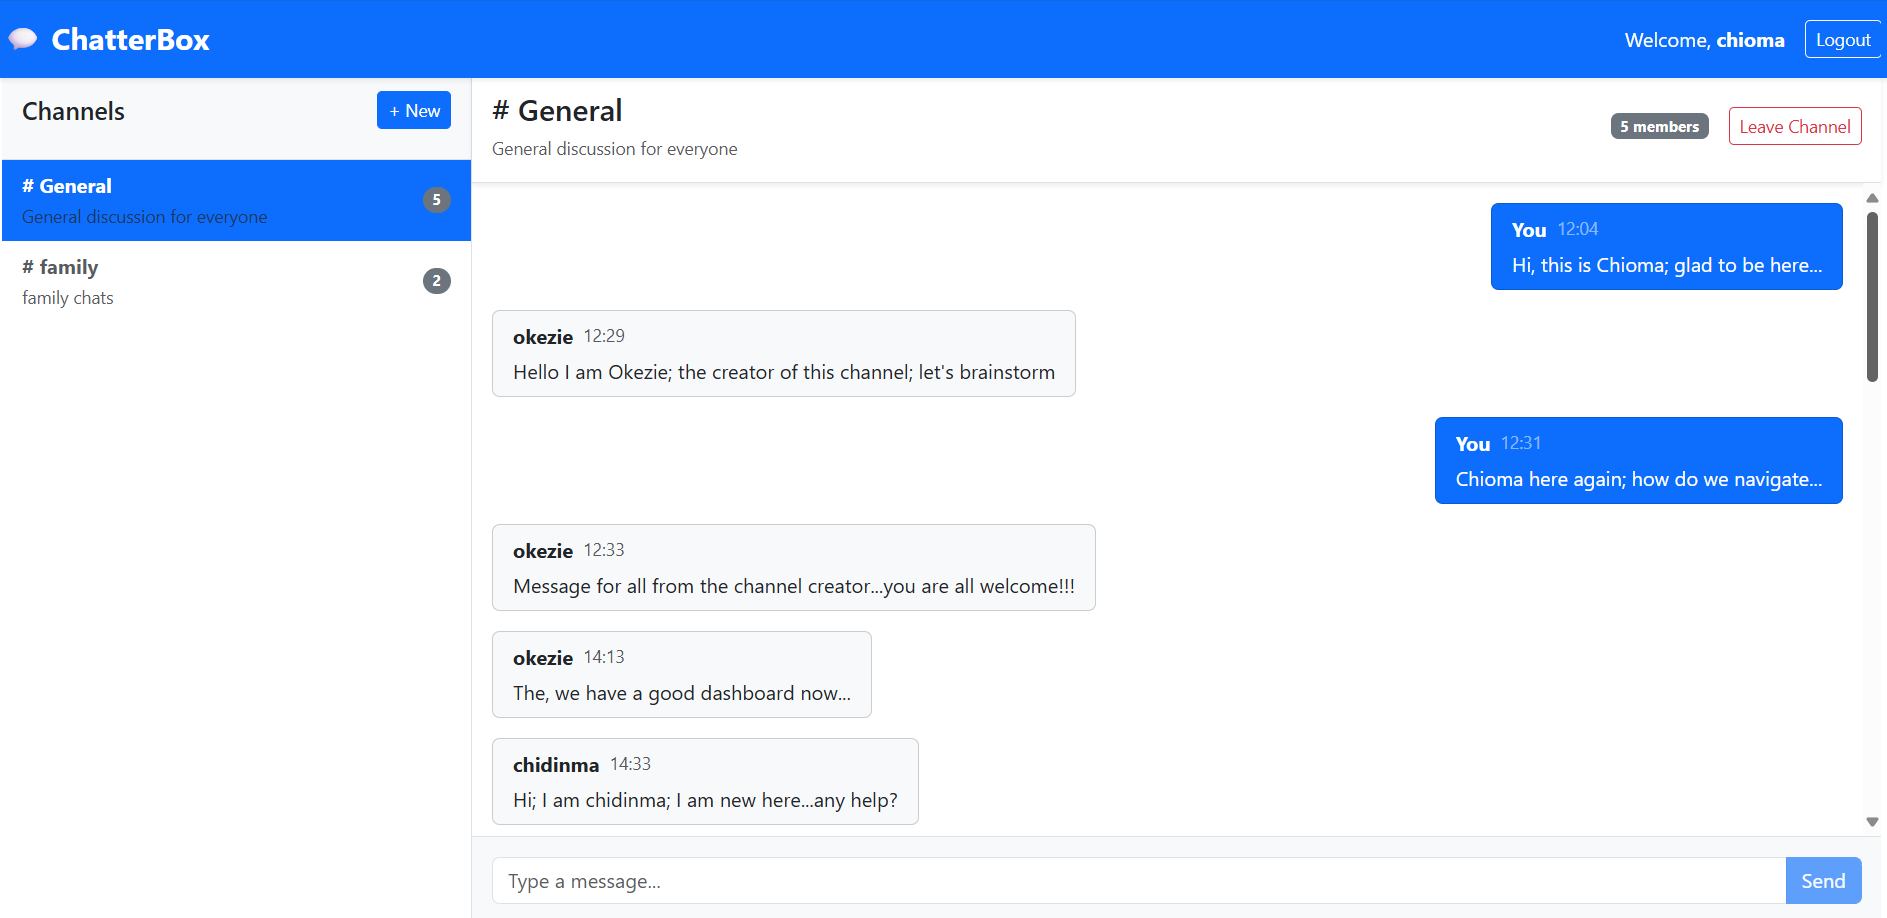 ChatterBox
Welcome, chioma
Logout
Channels
+ New
# General
General discussion for everyone
5
# family
family chats
2
# General
General discussion for everyone
5 members
Leave Channel
You 12:04
Hi, this is Chioma; glad to be here...
okezie 12:29
Hello I am Okezie; the creator of this channel; let's brainstorm
You 12:31
Chioma here again; how do we navigate...
okezie 12:33
Message for all from the channel creator...you are all welcome!!!
okezie 14:13
The, we have a good dashboard now...
chidinma 14:33
Hi; I am chidinma; I am new here...any help?
Type a message...
Send